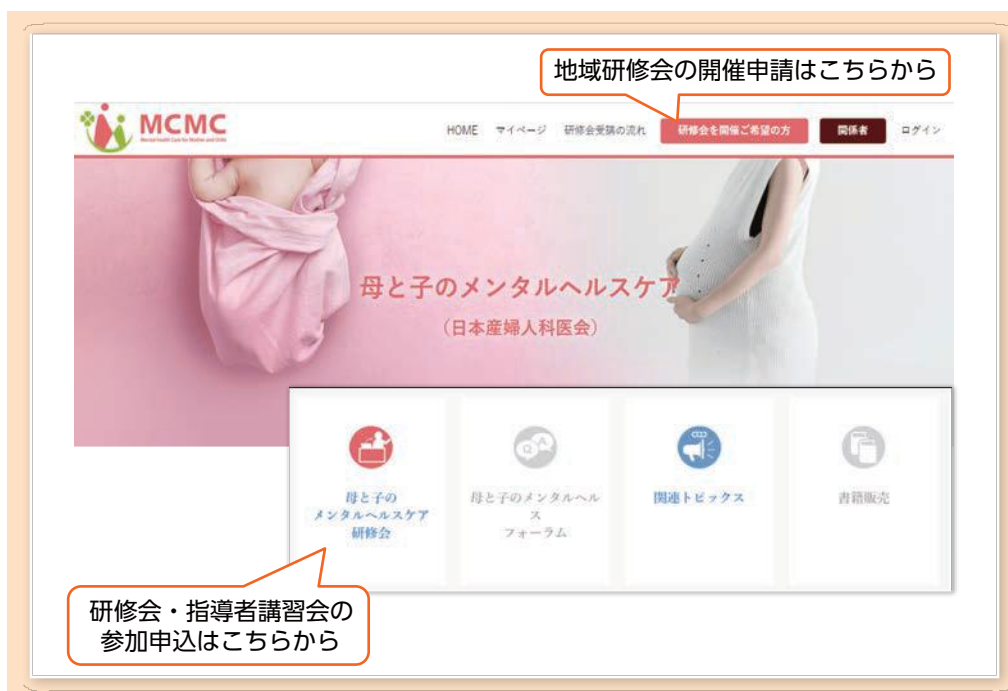 地域研修会の開催申請はこちらから
MCMC
Mental Health Care for Mother and Child
HOME マイページ 研修会受講の流れ 研修会を開催ご希望の方 関係者 ログイン
母と子のメンタルヘルスケア
（日本産婦人科医会）
母と子の
メンタルヘルスケア
研修会
母と子のメンタルヘル
ス
フォーラム
関連トピックス
書籍販売
研修会・指導者講習会の
参加申込はこちらから